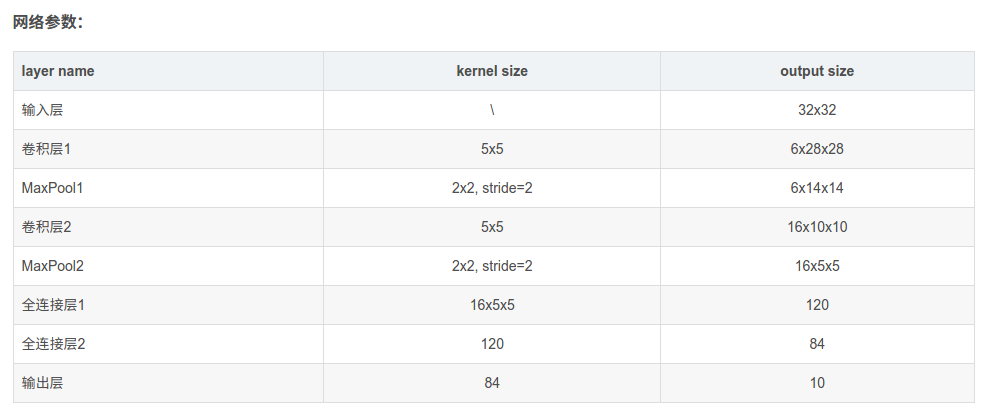 网络参数：
layer name kernel size output size
输入层 \ 32x32
卷积层1 5x5 6x28x28
MaxPool1 2x2, stride=2 6x14x14
卷积层2 5x5 16x10x10
MaxPool2 2x2, stride=2 16x5x5
全连接层1 16x5x5 120
全连接层2 120 84
输出层 84 10